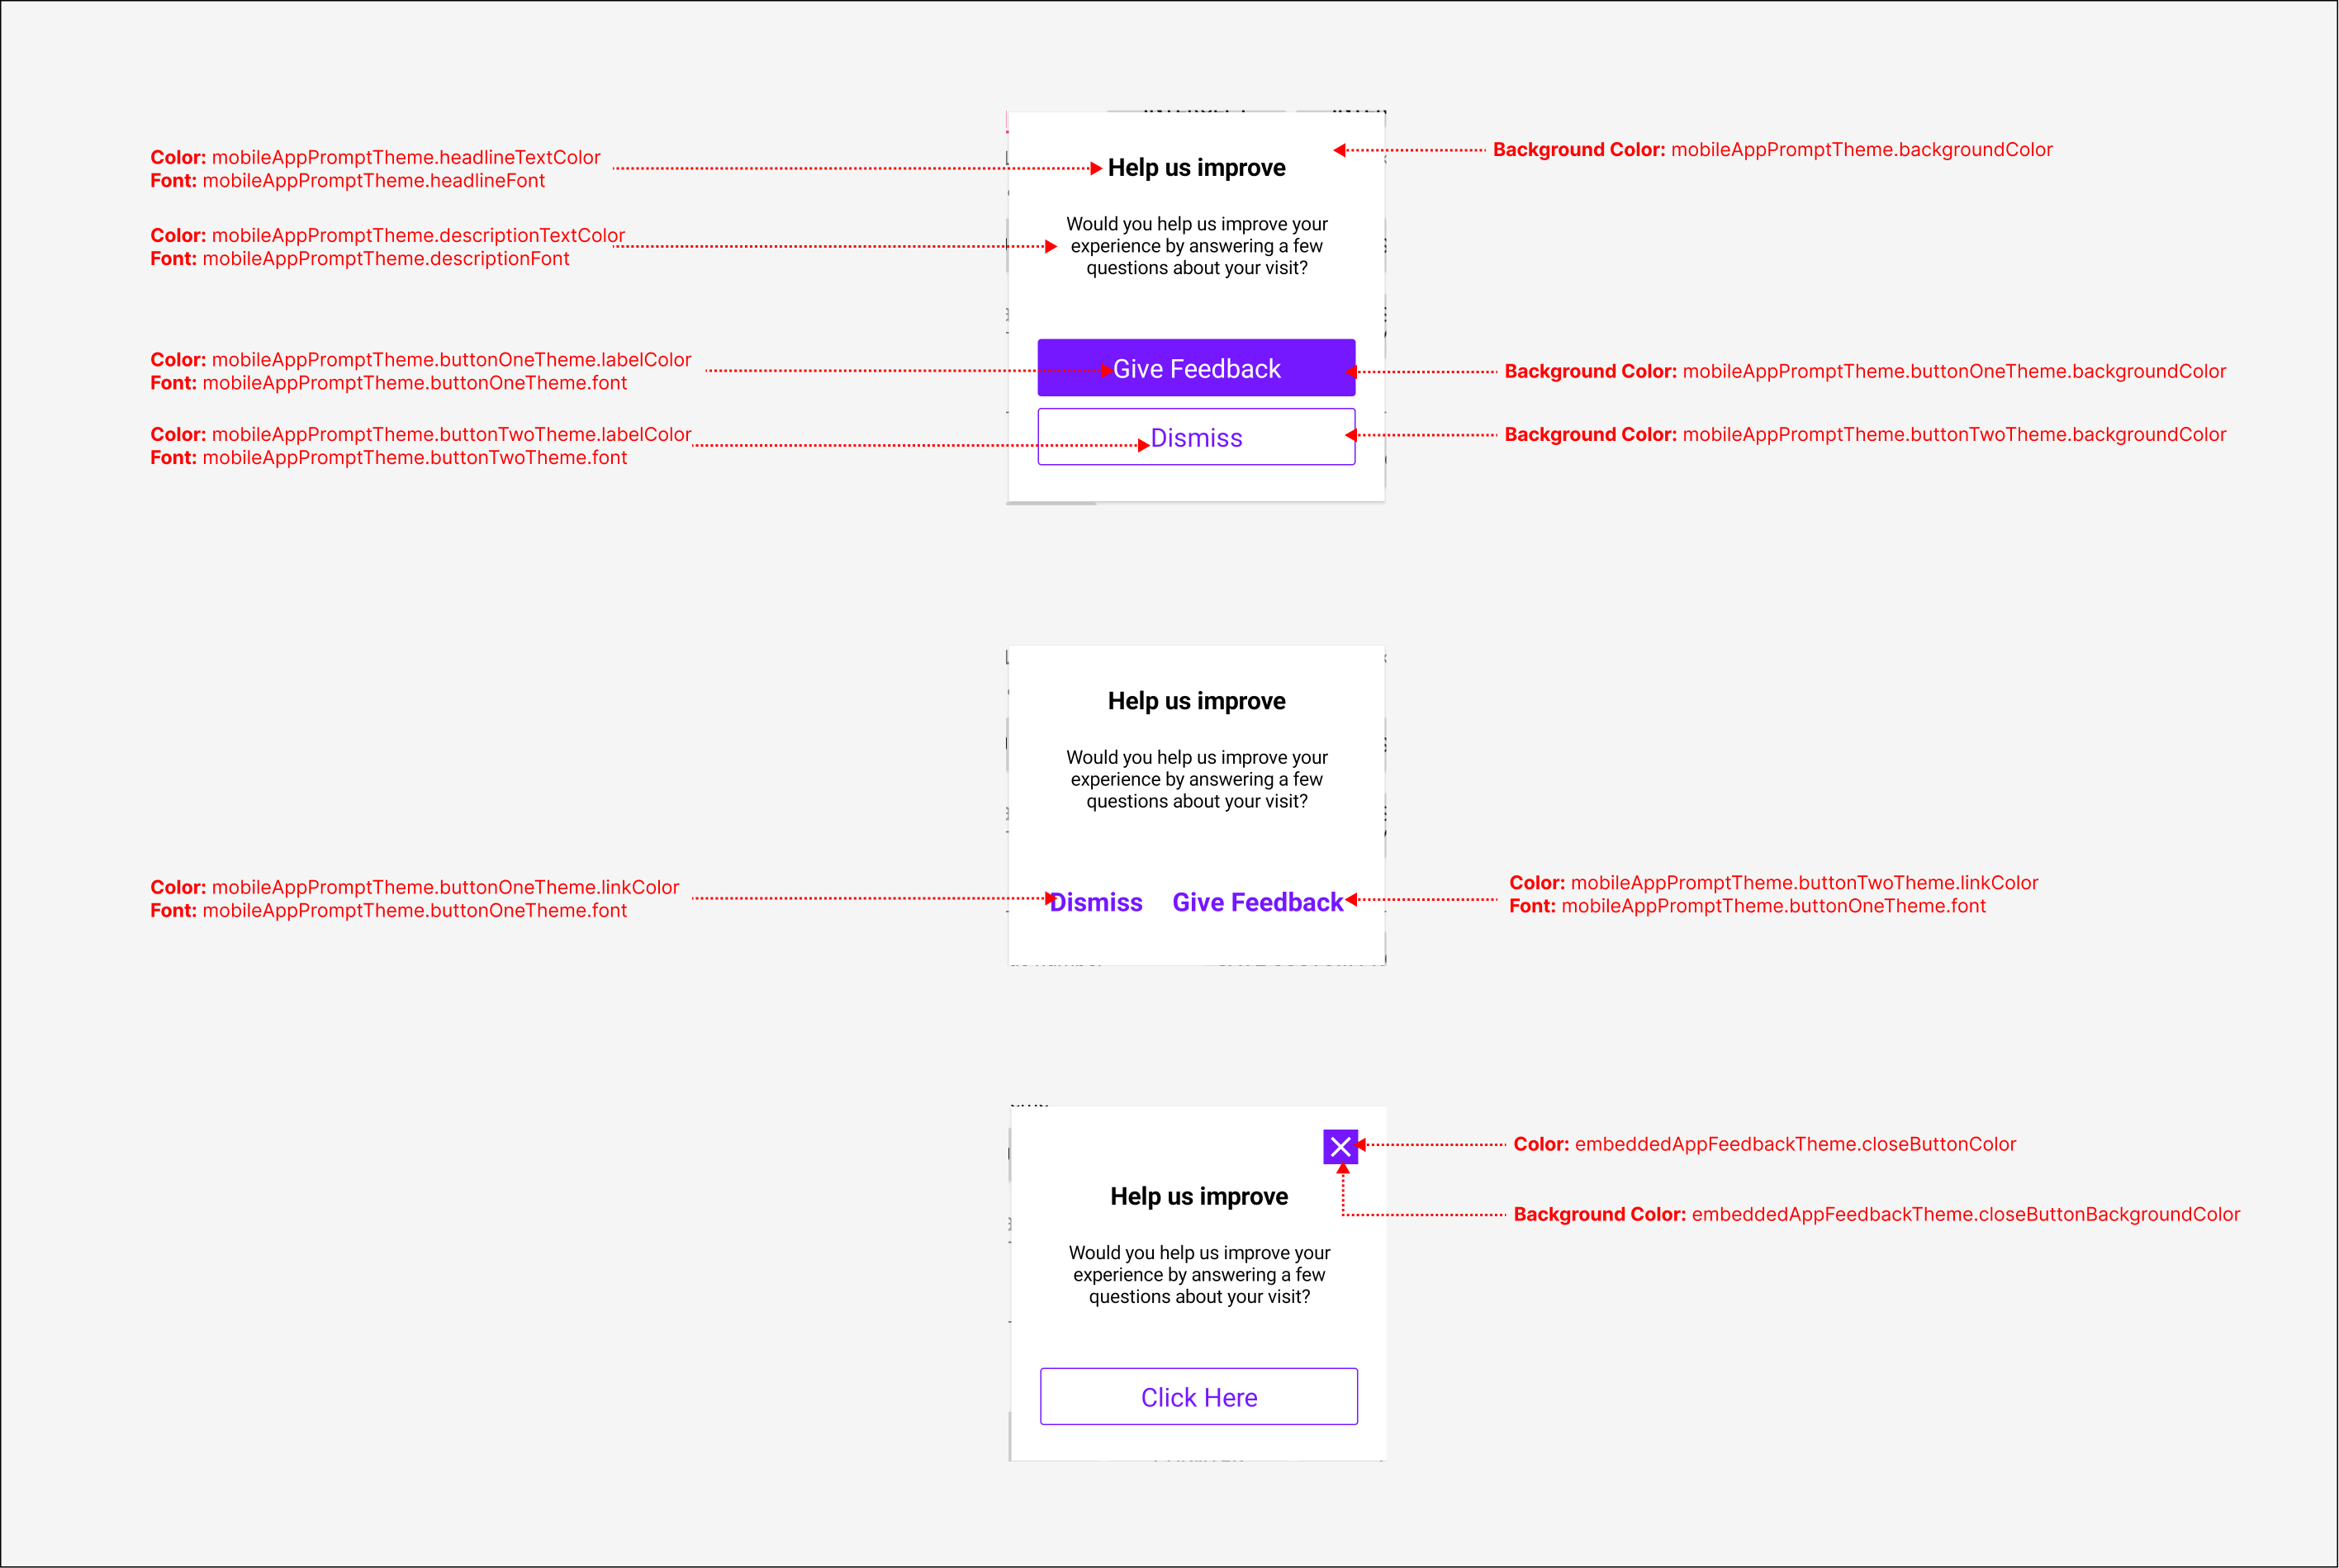 Color: mobileAppPromptTheme.headlineTextColor
Font: mobileAppPromptTheme.headlineFont
Help us improve
Background Color: mobileAppPromptTheme.backgroundColor
Color: mobileAppPromptTheme.descriptionTextColor
Font: mobileAppPromptTheme.descriptionFont
Would you help us improve your
experience by answering a few
questions about your visit?
Color: mobileAppPromptTheme.buttonOneTheme.labelColor
Font: mobileAppPromptTheme.buttonOneTheme.font
Give Feedback
Background Color: mobileAppPromptTheme.buttonOneTheme.backgroundColor
Color: mobileAppPromptTheme.buttonTwoTheme.labelColor
Font: mobileAppPromptTheme.buttonTwoTheme.font
Dismiss
Background Color: mobileAppPromptTheme.buttonTwoTheme.backgroundColor
Help us improve
Would you help us improve your
experience by answering a few
questions about your visit?
Color: mobileAppPromptTheme.buttonOneTheme.linkColor
Font: mobileAppPromptTheme.buttonOneTheme.font
Dismiss Give Feedback
Color: mobileAppPromptTheme.buttonTwoTheme.linkColor
Font: mobileAppPromptTheme.buttonOneTheme.font
Color: embeddedAppFeedbackTheme.closeButtonColor
Help us improve
Background Color: embeddedAppFeedbackTheme.closeButtonBackgroundColor
Would you help us improve your
experience by answering a few
questions about your visit?
Click Here